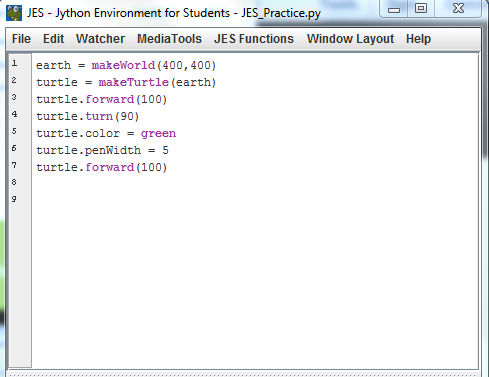 JES - Jython Environment for Students - JES_Practice.py
File Edit Watcher MediaTools JES Functions Window Layout Help
1 earth = makeWorld(400,400)
2 turtle = makeTurtle(earth)
3 turtle.forward(100)
4 turtle.turn(90)
5 turtle.color = green
6 turtle.penWidth = 5
7 turtle.forward(100)
8
9